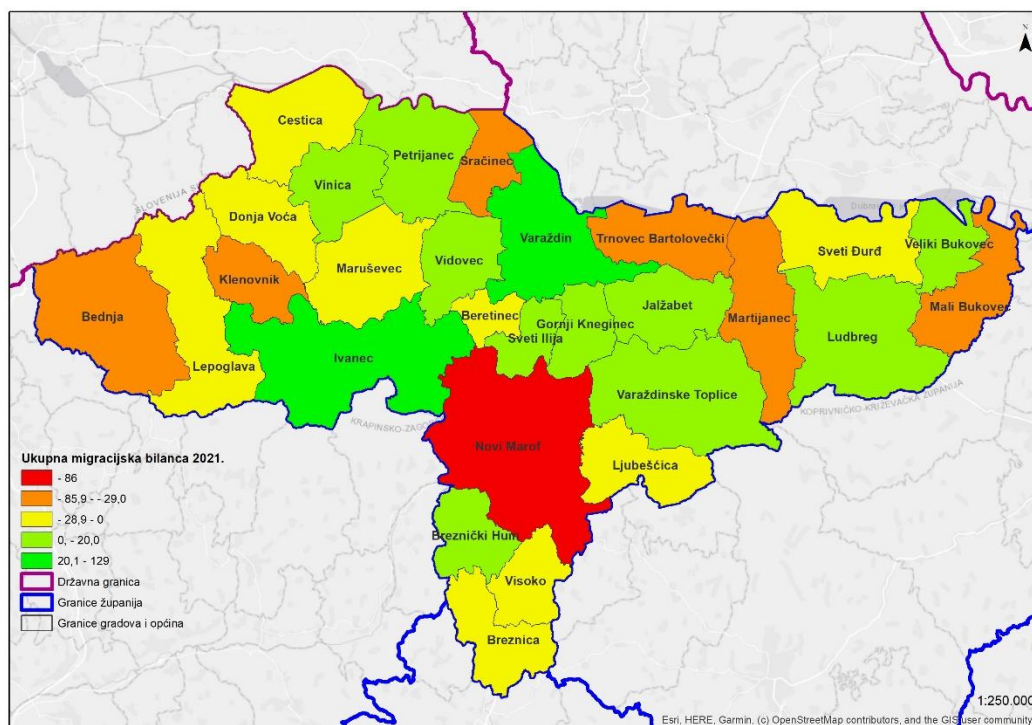 N
Cestica
Petrijanec
Sračinec
Vinica
SLOVENIJA
Donja Voća
Varaždin
Trnovec Bartolovečki
Sveti Đurđ
Veliki Bukovec
Maruševec
Vidovec
Klenovnik
Bednja
Beretinec
Gornji Kneginec
Jalžabet
Martijanec
Mali Bukovec
Sveti Ilija
Ludbreg
Ivanec
Lepoglava
Varaždinske Toplice
KOPRIVNIČKO-KRIŽEVAČKA ŽUPANIJA
Novi Marof
Ljubešćica
Breznički Hum
Visoko
Breznica
Ukupna migracijska bilanca 2021.
- 86
- 85,9 - - 29,0
- 28,9 - 0
0, - 20,0
20,1 - 129
Državna granica
Granice županija
Granice gradova i općina
1:250.000
Esri, HERE, Garmin, (c) OpenStreetMap contributors, and the GIS user community